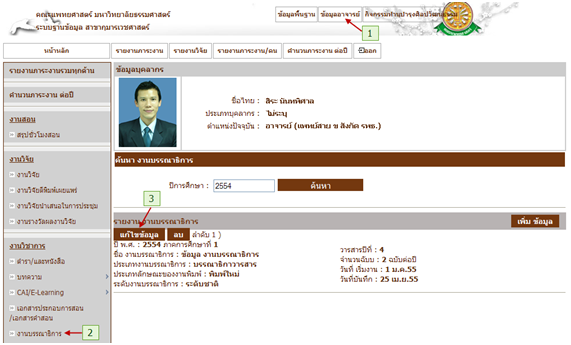 คณะแพทยศาสตร์ มหาวิทยาลัยธรรมศาสตร์
ระบบฐานข้อมูล สาขากุมารเวชศาสตร์
ข้อมูลพื้นฐาน ข้อมูลอาจารย์ กิจกรรมทำนุบำรุงศิลปวัฒนธรรม
1
หน้าหลัก รายงานภาระงาน รายงานวิจัย รายงานภาระงาน/คน คำนวนภาระงาน ต่อปี ออก
รายงานภาระงานรวมทุกด้าน
คำนวนภาระงาน ต่อปี
งานสอน
สรุปชั่วโมงสอน
งานวิจัย
งานวิจัย
งานวิจัยตีพิมพ์เผยแพร่
งานวิจัยนำเสนอในการประชุม
งานรางวัลผลงานวิจัย
งานวิชาการ
ตำรา/และหนังสือ
บทความ
CAI/E-Learning
เอกสารประกอบการสอน
/เอกสารคำสอน
งานบรรณาธิการ
2
ข้อมูลบุคลากร
ชื่อไทย : สิระ นันทพิศาล
ประเภทบุคลากร : ไม่ระบุ
ตำแหน่งปัจจุบัน : อาจารย์ (แพทย์สาย ข สังกัด รพธ.)
ค้นหา งานบรรณาธิการ
ปีการศึกษา : 2554 ค้นหา
3
รายงาน งานบรรณาธิการ เพิ่ม ข้อมูล
แก้ไขข้อมูล ลบ ลำดับ 1 )
ปี พ.ศ. : 2554 ภาคการศึกษาที่ 1
ชื่อ งานบรรณาธิการ : ข้อมูล งานบรรณาธิการ
ประเภทงานบรรณาธิการ : บรรณาธิการวารสาร
ประเภทลักษณะของงานพิมพ์ : พิมพ์ใหม่
ระดับงานบรรณาธิการ : ระดับชาติ
วารสารปีที่ : 4
จำนวนฉบับ : 2 ฉบับต่อปี
วันที่ เริ่มงาน : 1 ม.ค.55
วันที่บันทึก : 25 เม.ย.55